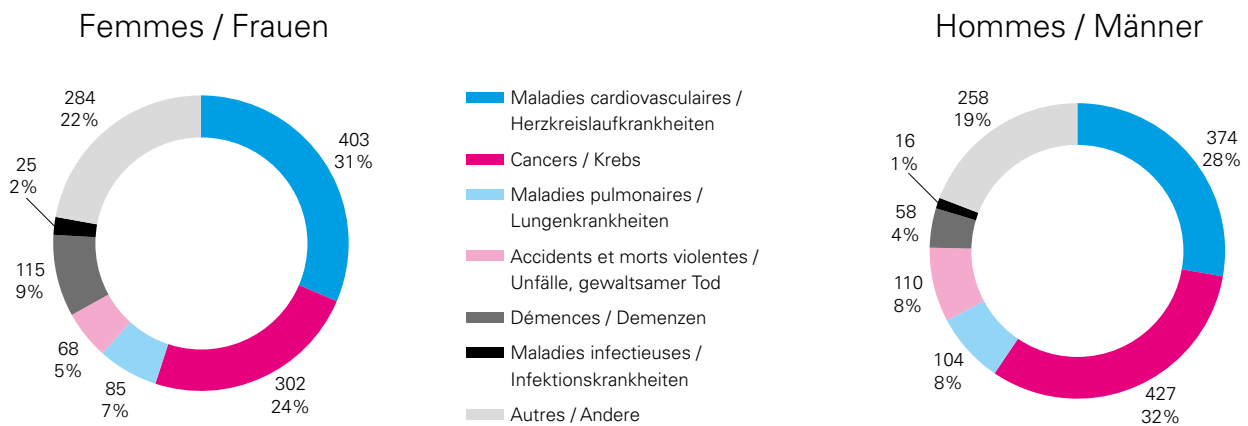 Femmes / Frauen
284
22%
25
2%
115
9%
68
5%
85
7%
302
24%
403
31%
Maladies cardiovasculaires /
Herzkreislaufkrankheiten
Cancers / Krebs
Maladies pulmonaires /
Lungenkrankheiten
Accidents et morts violentes /
Unfälle, gewaltsamer Tod
Démences / Demenzen
Maladies infectieuses /
Infektionskrankheiten
Autres / Andere
Hommes / Männer
258
19%
16
1%
58
4%
110
8%
104
8%
427
32%
374
28%